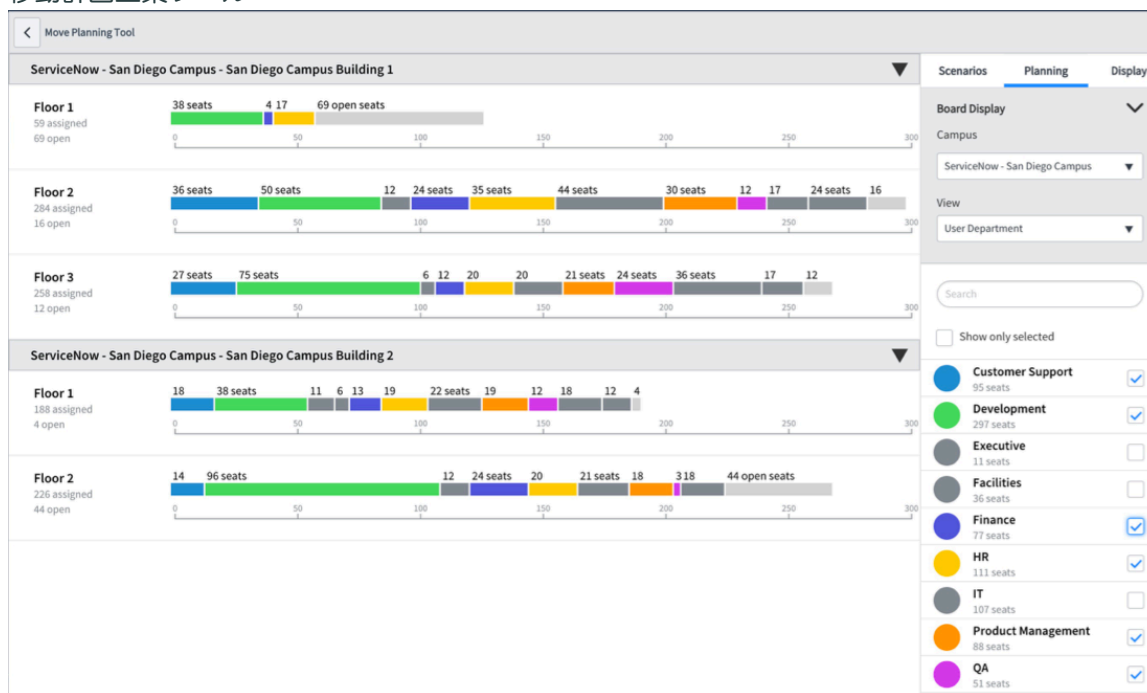 Move Planning Tool
ServiceNow - San Diego Campus - San Diego Campus Building 1
Floor 1
59 assigned
69 open
38 seats 4 17 69 open seats
0 50 100 150 200 250 300
Floor 2
284 assigned
16 open
36 seats 50 seats 12 24 seats 35 seats 44 seats 30 seats 12 17 24 seats 16
0 50 100 150 200 250 300
Floor 3
258 assigned
12 open
27 seats 75 seats 6 12 20 20 21 seats 24 seats 36 seats 17 12
0 50 100 150 200 250 300
ServiceNow - San Diego Campus - San Diego Campus Building 2
Floor 1
188 assigned
4 open
18 38 seats 11 6 13 19 22 seats 19 12 18 12 4
0 50 100 150 200 250 300
Floor 2
226 assigned
44 open
14 96 seats 12 24 seats 20 21 seats 18 3 18 44 open seats
0 50 100 150 200 250 300
Scenarios Planning Display
Board Display
Campus
ServiceNow - San Diego Campus
View
User Department
Search
Show only selected
Customer Support
95 seats
Development
297 seats
Executive
11 seats
Facilities
36 seats
Finance
77 seats
HR
111 seats
IT
107 seats
Product Management
88 seats
QA
51 seats